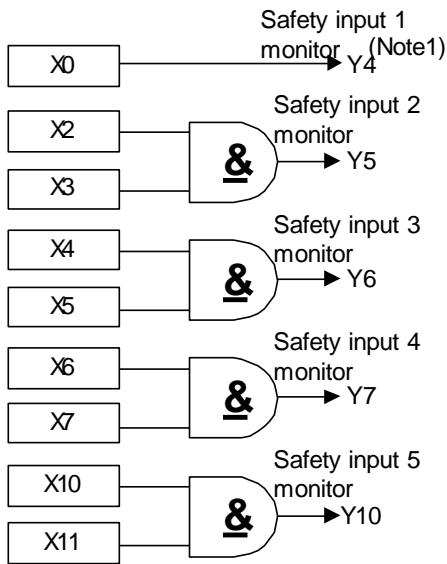 Safety input 1
monitor (Note1)
X0
Y4
Safety input 2
monitor
X2
X3
&
Y5
Safety input 3
monitor
X4
X5
&
Y6
Safety input 4
monitor
X6
X7
&
Y7
Safety input 5
monitor
X10
X11
&
Y10